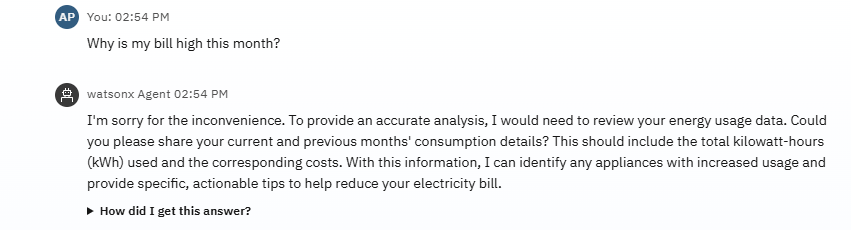 AP You: 02:54 PM
Why is my bill high this month?
watsonx Agent 02:54 PM
I'm sorry for the inconvenience. To provide an accurate analysis, I would need to review your energy usage data. Could
you please share your current and previous months' consumption details? This should include the total kilowatt-hours
(kWh) used and the corresponding costs. With this information, I can identify any appliances with increased usage and
provide specific, actionable tips to help reduce your electricity bill.
How did I get this answer?